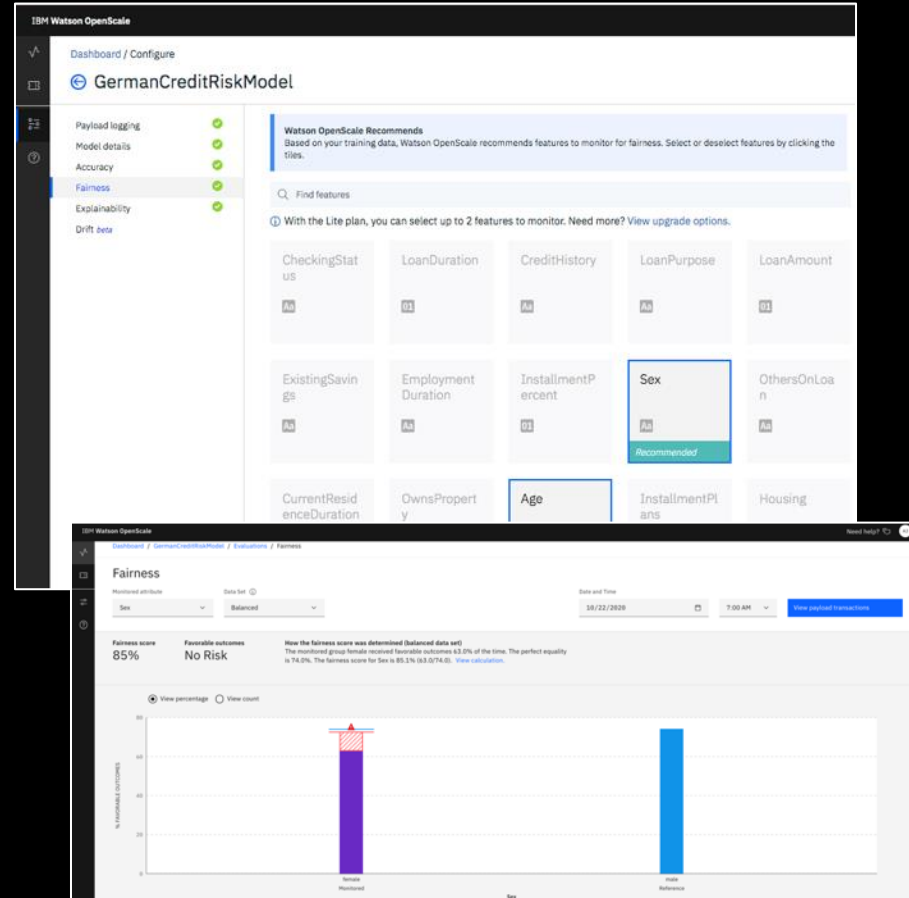 IBM Watson OpenScale
Dashboard / Configure
GermanCreditRiskModel
Payload logging
Model details
Accuracy
Fairness
Explainability
Drift beta
Watson OpenScale Recommends
Based on your training data, Watson OpenScale recommends features to monitor for fairness. Select or deselect features by clicking the
tiles.
Find features
With the Lite plan, you can select up to 2 features to monitor. Need more? View upgrade options.
CheckingStat
us
Aa
LoanDuration
01
CreditHistory
Aa
LoanPurpose
Aa
LoanAmount
01
ExistingSavin
gs
Aa
Employment
Duration
Aa
InstallmentP
ercent
01
Sex
Aa
Recommended
OthersOnLoa
n
Aa
CurrentResid
enceDuration
OwnsPropert
y
Age
InstallmentPl
ans
Housing
IBM Watson OpenScale
Need help?
Dashboard / GermanCreditRiskModel / Evaluations / Fairness
Fairness
Monitored attribute
Sex
Data Set
Balanced
Date and Time
10/22/2020
7:00 AM
View payload transactions
Fairness score
85%
Favorable outcomes
No Risk
How the fairness score was determined (balanced data set)
The monitored group female received favorable outcomes 63.0% of the time. The perfect equality
is 74.0%. The fairness score for Sex is 85.1% (63.0/74.0). View calculation.
View percentage
View count
% FAVORABLE OUTCOMES
80
60
40
20
0
female
Monitored
male
Reference
Sex